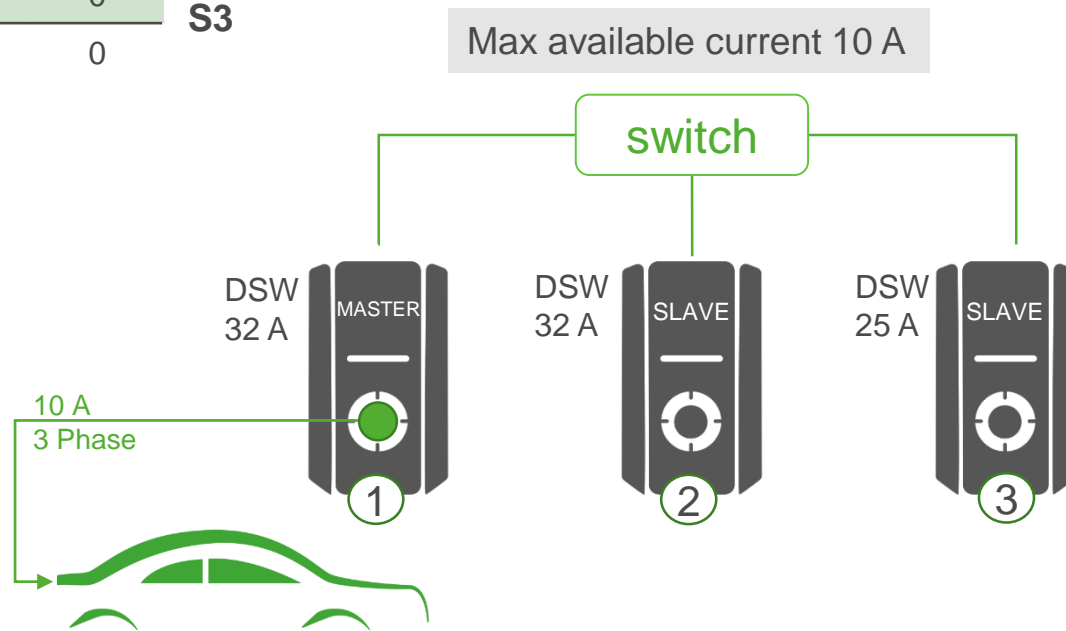 S3
0
Max available current 10 A
switch
DSW
32 A
MASTER
DSW
32 A
SLAVE
DSW
25 A
SLAVE
10 A
3 Phase
1
2
3